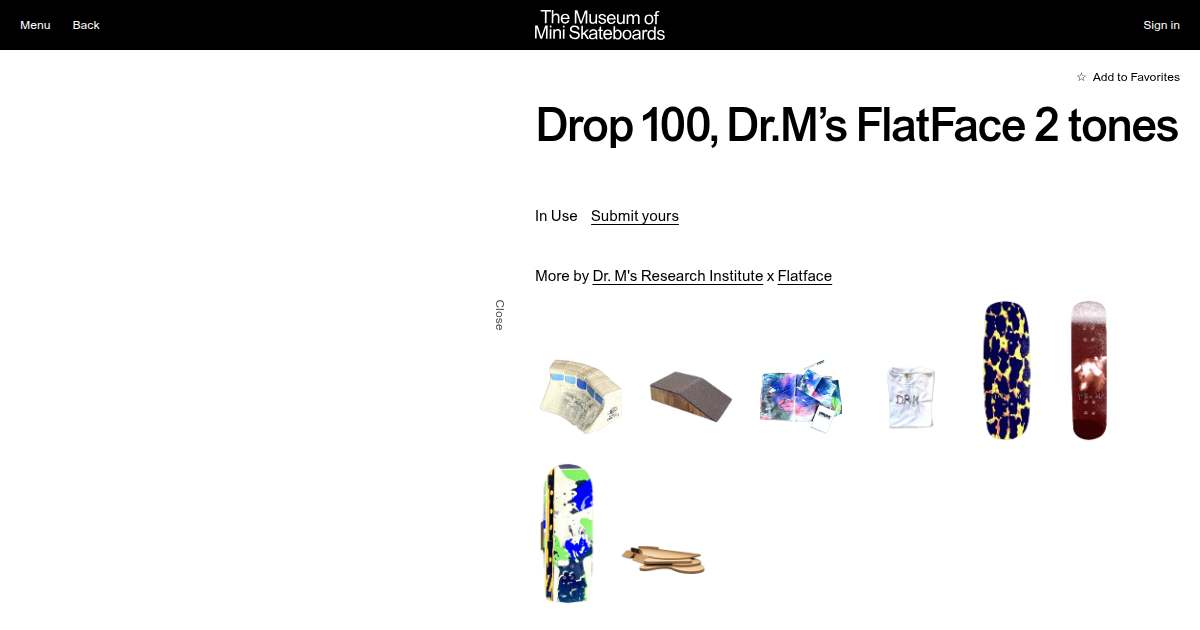 Menu
Back
The Museum of
Mini Skateboards
Sign in
☆ Add to Favorites
Drop 100, Dr.M’s FlatFace 2 tones
In Use Submit yours
More by Dr. M's Research Institute x Flatface
Close
DR.M